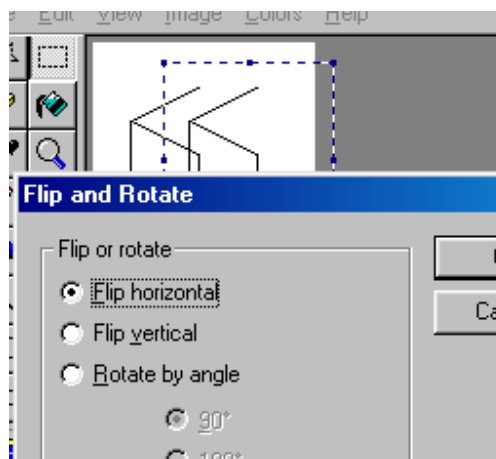 Edit View Image Colors Help
Flip and Rotate
Flip or rotate
Flip horizontal
Flip vertical
Rotate by angle
90°
180°